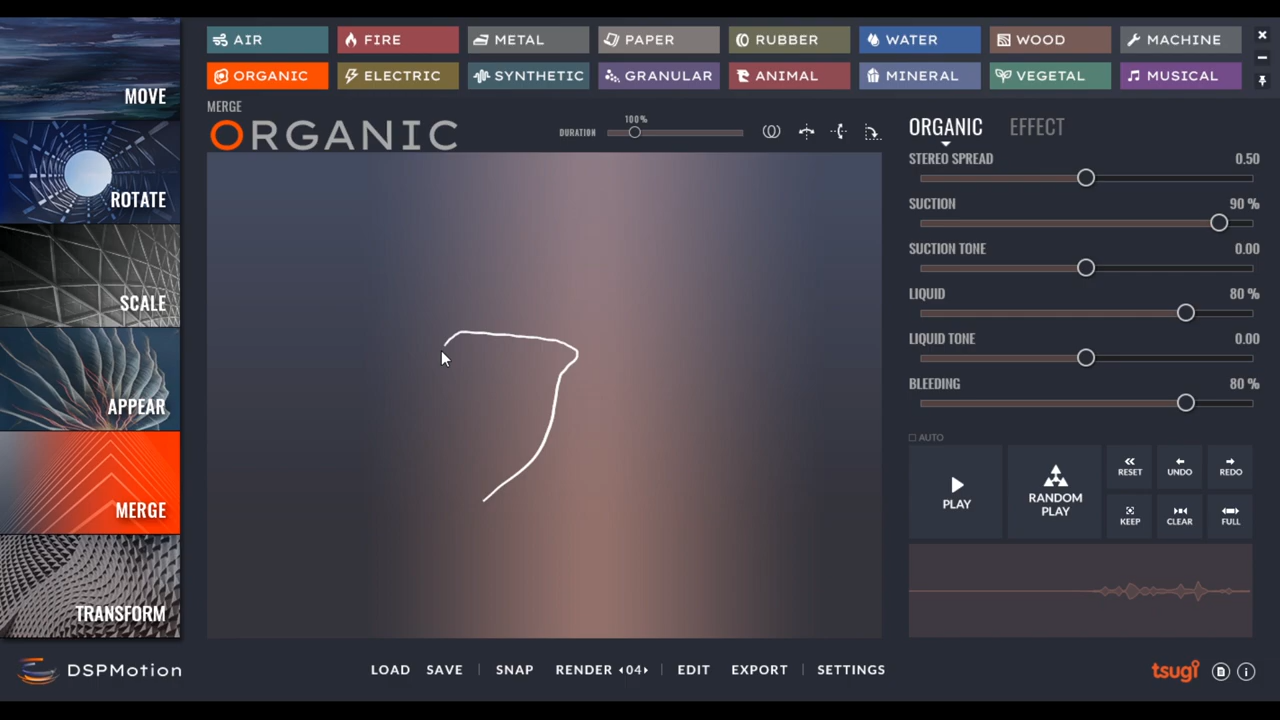 AIR FIRE METAL PAPER RUBBER WATER WOOD MACHINE
ORGANIC ELECTRIC SYNTHETIC GRANULAR ANIMAL MINERAL VEGETAL MUSICAL
MOVE
ROTATE
SCALE
APPEAR
MERGE
TRANSFORM
MERGE
ORGANIC
DURATION
100%
ORGANIC EFFECT
STEREO SPREAD 0.50
SUCTION 90 %
SUCTION TONE 0.00
LIQUID 80 %
LIQUID TONE 0.00
BLEEDING 80 %
AUTO
PLAY
RANDOM
PLAY
RESET UNDO REDO
KEEP CLEAR FULL
DSPMotion
LOAD SAVE SNAP RENDER 04 EDIT EXPORT SETTINGS
tsugi